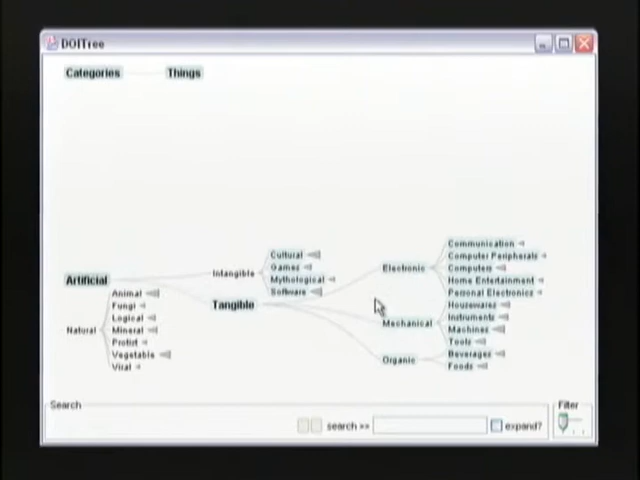 DOITree
Categories
Things
Artificial
Intangible
Cultural
Games
Mythological
Software
Tangible
Electronic
Communication
Computer Peripherals
Computers
Home Entertainment
Personal Electronics
Mechanical
Housewares
Instruments
Machines
Tools
Organic
Beverages
Foods
Natural
Animal
Fungi
Logical
Mineral
Protist
Vegetable
Viral
Search
search >>
expand?
Filter